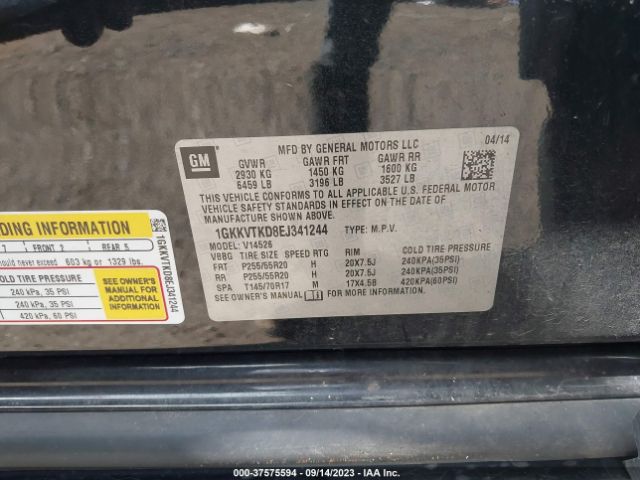 GM
MFD BY GENERAL MOTORS LLC
04/14
GVWR GAWR FRT GAWR RR
2930 KG 1450 KG 1600 KG
6459 LB 3196 LB 3527 LB
THIS VEHICLE CONFORMS TO ALL APPLICABLE U.S. FEDERAL MOTOR
VEHICLE SAFETY STANDARDS IN EFFECT ON THE DATE OF
MANUFACTURE SHOWN ABOVE.
1GKKVTKD8EJ341244 TYPE: M.P.V.
MODEL: V14526
VBBG TIRE SIZE SPEED RTG RIM COLD TIRE PRESSURE
FRT P255/55R20 H 20X7.5J 240KPA(35PSI)
RR P255/55R20 H 20X7.5J 240KPA(35PSI)
SPA T145/70R17 M 17X4.5B 420KPA(60PSI)
SEE OWNER'S MANUAL FOR MORE INFORMATION.
DING INFORMATION
7 FRONT 2 REAR 5
never exceed 603 kg or 1329 lbs.
PRESSURE
240 kPa, 35 PSI
240 kPa, 35 PSI
420 kPa, 60 PSI
SEE OWNER'S
MANUAL FOR
ADDITIONAL
INFORMATION
1GKKVTKD8EJ341244
000-37575594 - 09/14/2023 - IAA Inc.